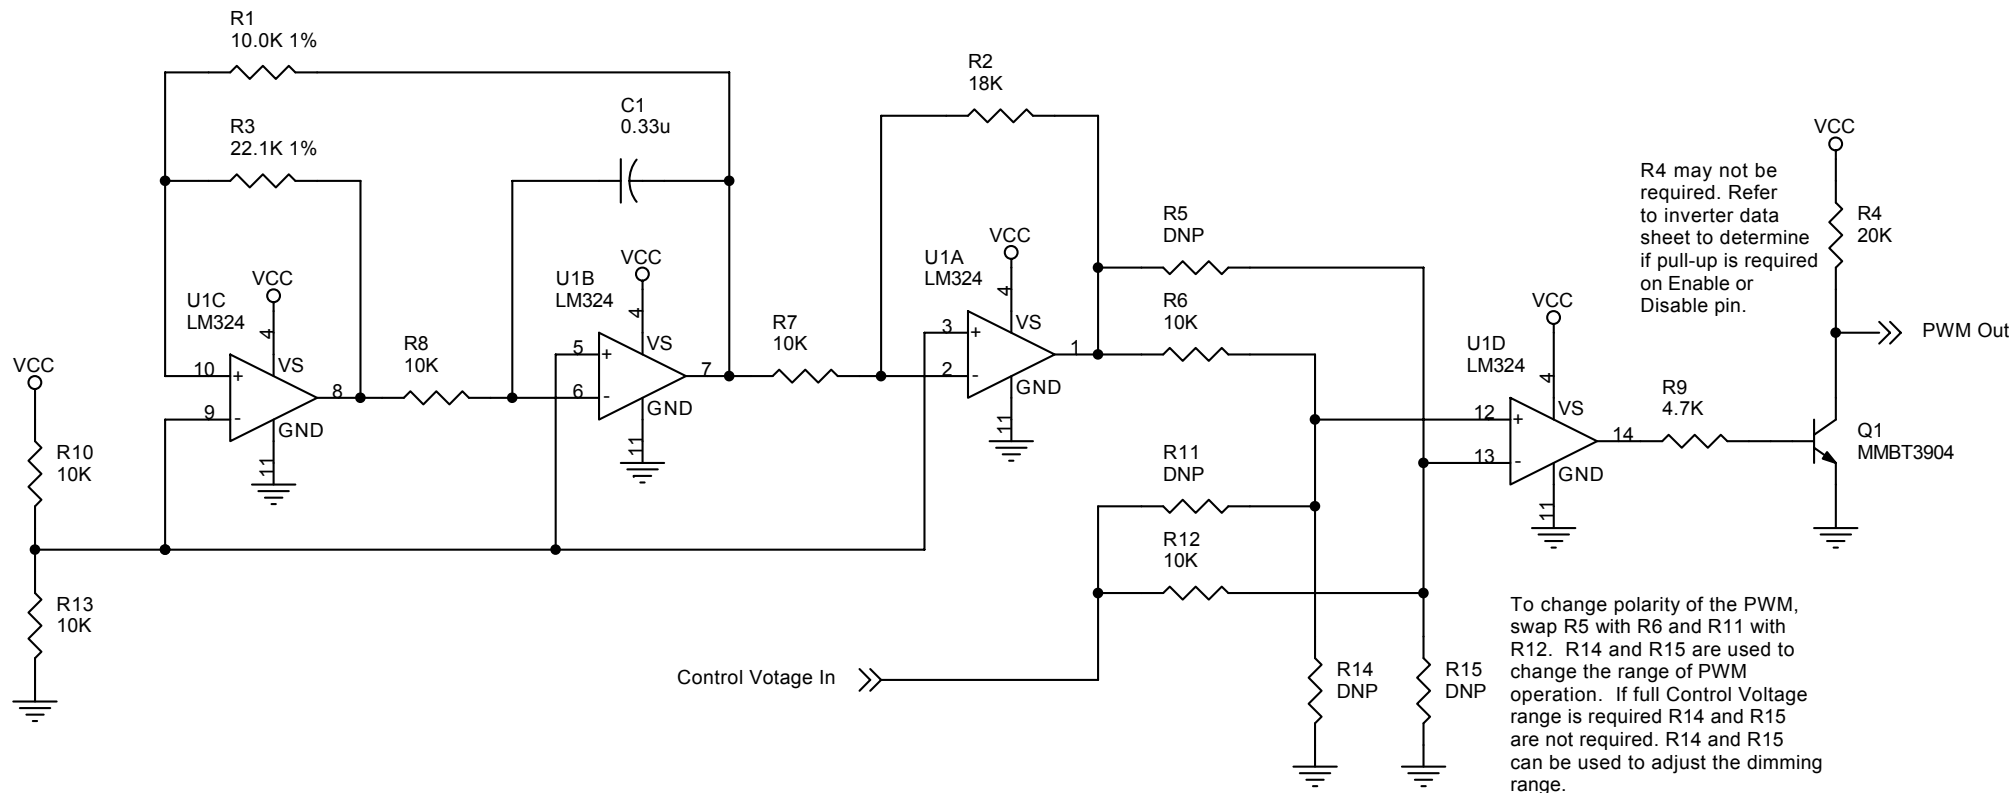 R1
10.0K 1%
R3
22.1K 1%
C1
0.33u
R2
18K
VCC
U1C
LM324
4
VS
10
+
9
-
8
GND
11
R8
10K
VCC
U1B
LM324
4
VS
5
+
6
-
7
GND
11
R7
10K
VCC
U1A
LM324
4
VS
3
+
2
-
1
GND
11
R5
DNP
R6
10K
R11
DNP
R12
10K
VCC
R10
10K
R13
10K
Control Votage In
R14
DNP
R15
DNP
VCC
U1D
LM324
4
VS
12
+
13
-
14
GND
11
R9
4.7K
Q1
MMBT3904
VCC
R4
20K
PWM Out
R4 may not be
required. Refer
to inverter data
sheet to determine
if pull-up is required
on Enable or
Disable pin.
To change polarity of the PWM,
swap R5 with R6 and R11 with
R12. R14 and R15 are used to
change the range of PWM
operation. If full Control Voltage
range is required R14 and R15
are not required. R14 and R15
can be used to adjust the dimming
range.